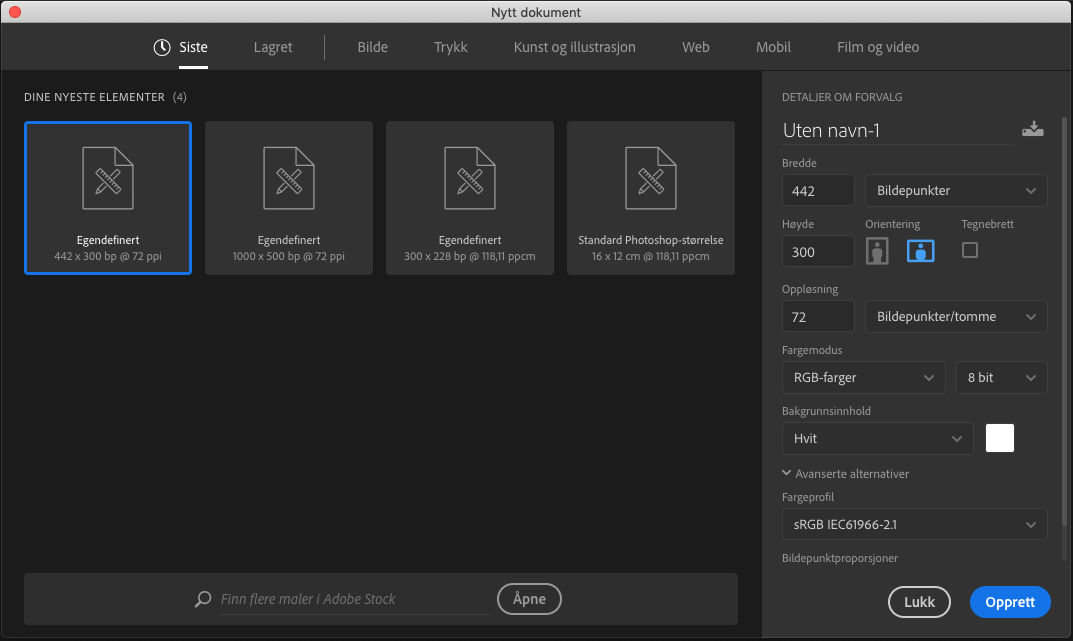 Nytt dokument
Siste Lagret Bilde Trykk Kunst og illustrasjon Web Mobil Film og video
DINE NYESTE ELEMENTER (4)
Egendefinert
442 x 300 bp @ 72 ppi
Egendefinert
1000 x 500 bp @ 72 ppi
Egendefinert
300 x 228 bp @ 118,11 ppcm
Standard Photoshop-størrelse
16 x 12 cm @ 118,11 ppcm
Finn flere maler i Adobe Stock
Åpne
DETALJER OM FORVALG
Uten navn-1
Bredde
442 Bildepunkter
Høyde Orientering Tegnebrett
300
Oppløsning
72 Bildepunkter/tomme
Fargemodus
RGB-farger 8 bit
Bakgrunnsinnhold
Hvit
Avanserte alternativer
Fargeprofil
sRGB IEC61966-2.1
Bildepunktproporsjoner
Lukk Opprett